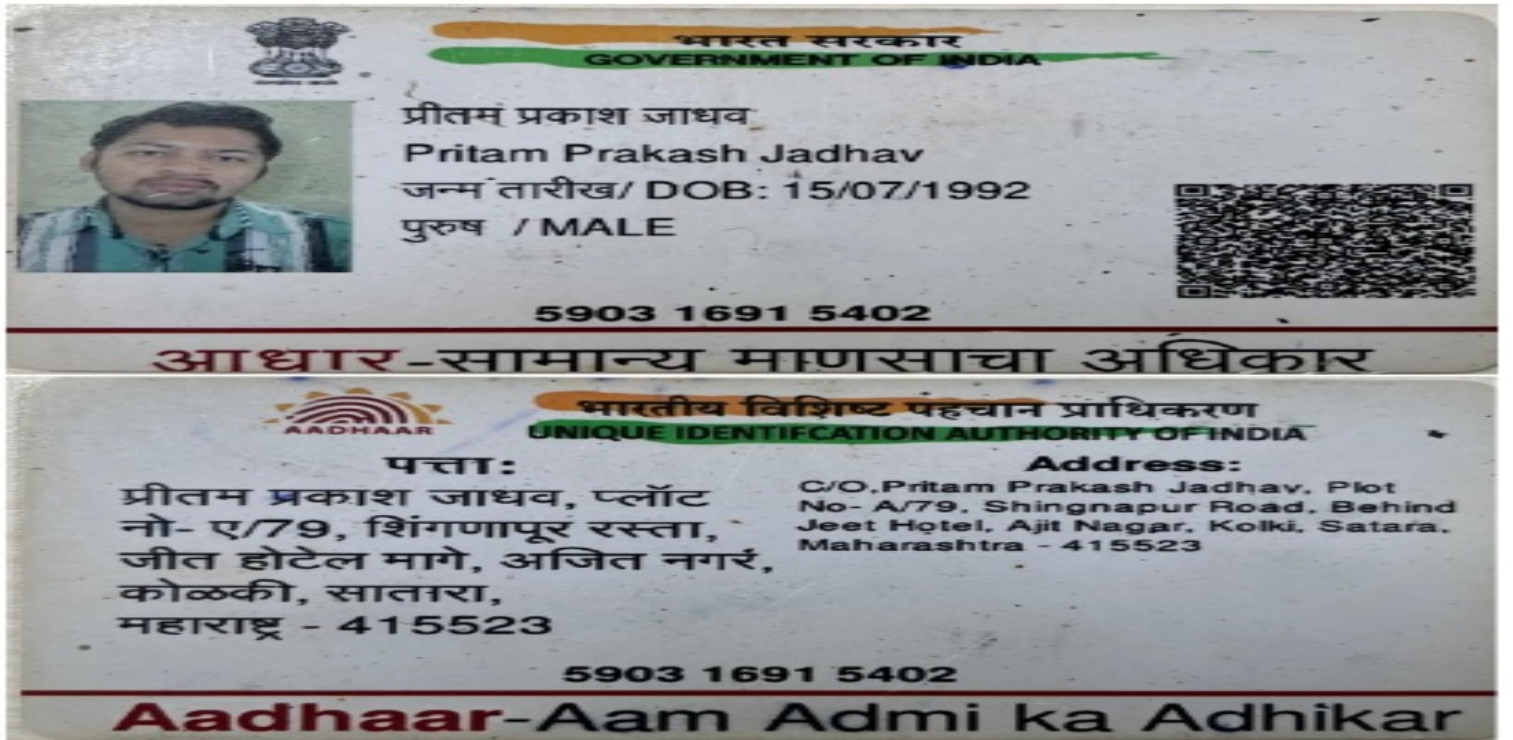 भारत सरकार
GOVERNMENT OF INDIA
प्रीतम प्रकाश जाधव
Pritam Prakash Jadhav
जन्म तारीख/ DOB: 15/07/1992
पुरुष / MALE
5903 1691 5402
आधार-सामान्य माणसाचा अधिकार
AADHAAR
भारतीय विशिष्ट पहचान प्राधिकरण
UNIQUE IDENTIFCATION AUTHORITY OF INDIA
पत्ता:
प्रीतम प्रकाश जाधव, प्लॉट
नो- ए/79, शिंगणापूर रस्ता,
जीत होटेल मागे, अजित नगर,
कोळकी, सातारा,
महाराष्ट्र - 415523
Address:
C/O,Pritam Prakash Jadhav, Plot
No- A/79, Shingnapur Road, Behind
Jeet Hotel, Ajit Nagar, Kolki, Satara,
Maharashtra - 415523
5903 1691 5402
Aadhaar-Aam Admi ka Adhikar